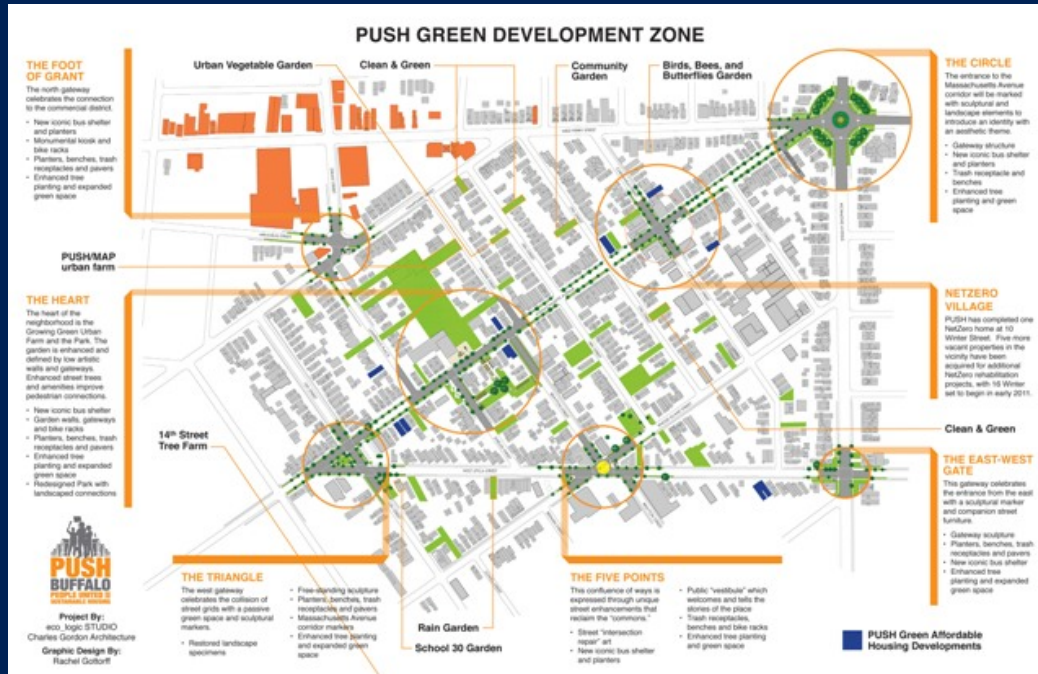 PUSH GREEN DEVELOPMENT ZONE
THE FOOT
OF GRANT
The north gateway
celebrates the connection
to the commercial district.
• New iconic bus shelter
and planters
• Monumental kiosk and
bike racks
• Planters, benches, trash
receptacles and pavers
• Enhanced tree
planting and expanded
green space
Urban Vegetable Garden
Clean & Green
Community
Garden
Birds, Bees, and
Butterflies Garden
THE CIRCLE
The entrance to the
Massachusetts Avenue
corridor will be marked
with sculptural and
landscape elements to
introduce an identity with
an aesthetic theme.
• Gateway structure
• New iconic bus shelter
and planters
• Trash receptacle and
benches
• Enhanced tree
planting and green
space
PUSH/MAP
urban farm
THE HEART
The heart of the
neighborhood is the
Growing Green Urban
Farm and the Park. The
garden is enhanced and
defined by low artistic
walls and gateways.
Enhanced street trees
and amenities improve
pedestrian connections.
• New iconic bus shelter
• Garden walls, gateways
and bike racks
• Planters, benches, trash
receptacles and pavers
• Enhanced tree
planting and expanded
green space
• Redesigned Park with
landscaped connections
14th Street
Tree Farm
NETZERO
VILLAGE
PUSH has completed one
NetZero home at 10
Winter Street. Five more
vacant properties in the
vicinity have been
acquired for additional
NetZero rehabilitation
projects, with 16 Winter
set to begin in early 2011.
Clean & Green
THE EAST-WEST
GATE
This gateway celebrates
the entrance from the east
with a sculptural marker
and companion street
furniture.
• Gateway sculpture
• Planters, benches, trash
receptacles and pavers
• New iconic bus shelter
• Enhanced tree
planting and expanded
green space
PUSH
BUFFALO
PEOPLE UNITED
SUSTAINABLE HOUSING
Project By:
eco_logic STUDIO
Charles Gordon Architecture
Graphic Design By:
Rachel Gottorff
THE TRIANGLE
The west gateway
celebrates the collision of
street grids with a passive
green space and sculptural
markers.
• Restored landscape
specimens
• Free-standing sculpture
• Planters, benches, trash
receptacles and pavers
• Massachusetts Avenue
corridor markers
• Enhanced tree planting
and expanded green
space
Rain Garden
School 30 Garden
THE FIVE POINTS
This confluence of ways is
expressed through unique
street enhancements that
reclaim the "commons."
• Street "intersection
repair" art
• New iconic bus shelter
and planters
• Public "vestibule" which
welcomes and tells the
stories of the place
• Trash receptacles,
benches and bike racks
• Enhanced tree planting
and green space
PUSH Green Affordable
Housing Developments